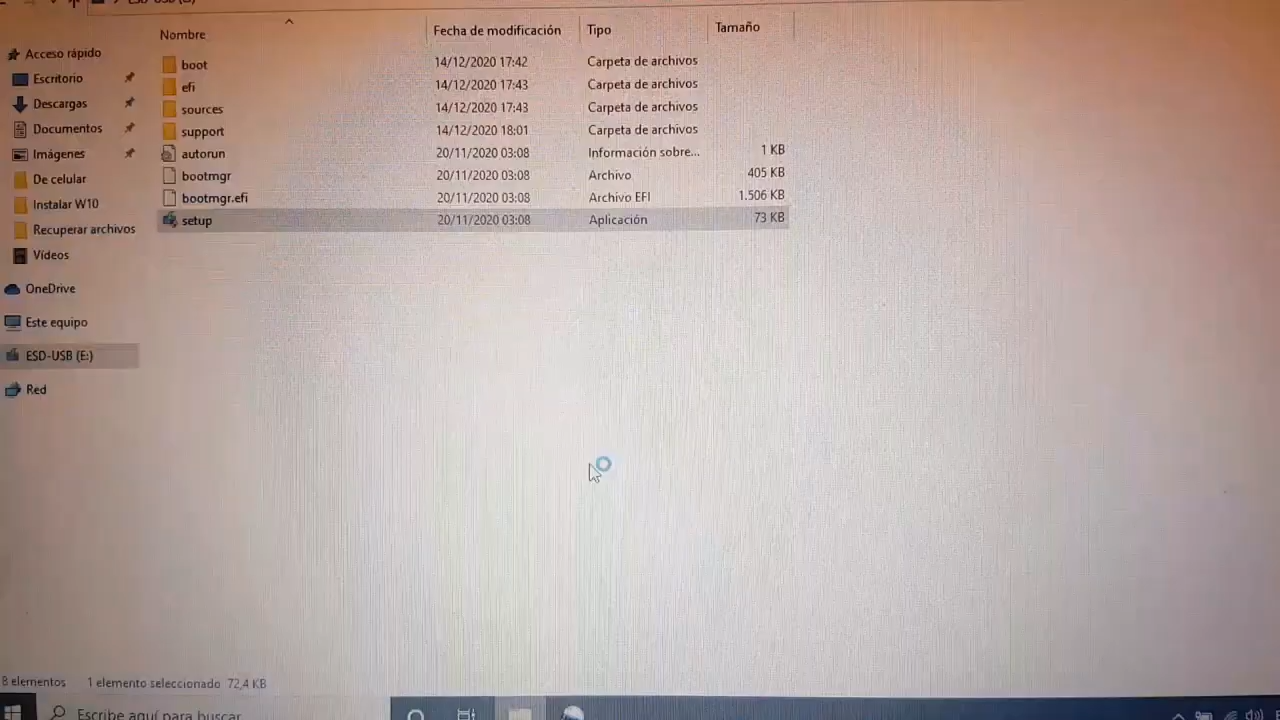 Nombre Fecha de modificación Tipo Tamaño
Acceso rápido
Escritorio
Descargas
Documentos
Imágenes
De celular
Instalar W10
Recuperar archivos
Vídeos
OneDrive
Este equipo
ESD-USB (E:)
Red
boot 14/12/2020 17:42 Carpeta de archivos
efi 14/12/2020 17:43 Carpeta de archivos
sources 14/12/2020 17:43 Carpeta de archivos
support 14/12/2020 18:01 Carpeta de archivos
autorun 20/11/2020 03:08 Información sobre... 1 KB
bootmgr 20/11/2020 03:08 Archivo 405 KB
bootmgr.efi 20/11/2020 03:08 Archivo EFI 1.506 KB
setup 20/11/2020 03:08 Aplicación 73 KB
8 elementos 1 elemento seleccionado 72,4 KB
Escribe aquí para buscar